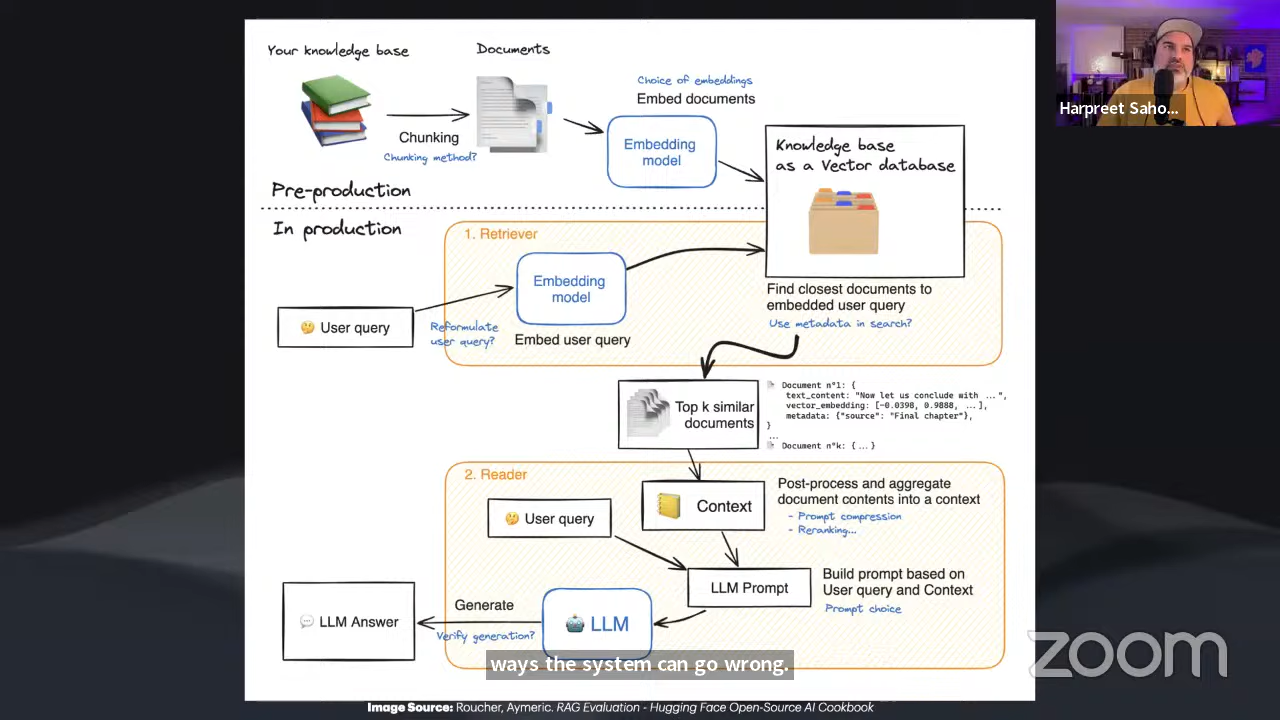 Your knowledge base
Documents
Chunking
Chunking method?
Choice of embeddings
Embed documents
Embedding
model
Knowledge base
as a Vector database
Harpreet Saho...
Pre-production
In production
1. Retriever
Embedding
model
User query
Reformulate
user query?
Embed user query
Find closest documents to
embedded user query
Use metadata in search?
Top k similar
documents
Document n°1: {
text_content: "Now let us conclude with ...",
vector_embedding: [-0.0398, 0.9888, ...],
metadata: {"source": "Final chapter"},
}
...
Document n°k: {...}
2. Reader
User query
Context
Post-process and aggregate
document contents into a context
- Prompt compression
- Reranking...
LLM Prompt
Build prompt based on
User query and Context
Prompt choice
LLM
Generate
Verify generation?
LLM Answer
ways the system can go wrong.
zoom
Image Source: Roucher, Aymeric. RAG Evaluation - Hugging Face Open-Source AI Cookbook